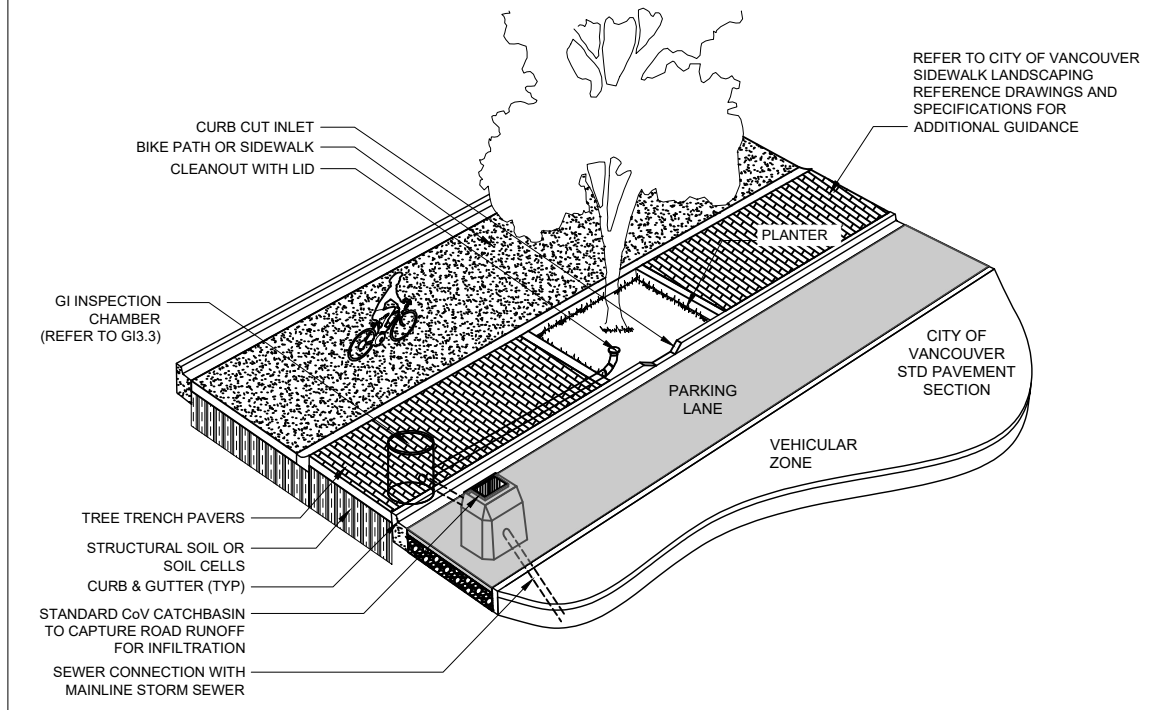 REFER TO CITY OF VANCOUVER
SIDEWALK LANDSCAPING
REFERENCE DRAWINGS AND
SPECIFICATIONS FOR
ADDITIONAL GUIDANCE
CURB CUT INLET
BIKE PATH OR SIDEWALK
CLEANOUT WITH LID
PLANTER
GI INSPECTION
CHAMBER
(REFER TO GI3.3)
CITY OF
VANCOUVER
STD PAVEMENT
SECTION
PARKING
LANE
VEHICULAR
ZONE
TREE TRENCH PAVERS
STRUCTURAL SOIL OR
SOIL CELLS
CURB & GUTTER (TYP)
STANDARD CoV CATCHBASIN
TO CAPTURE ROAD RUNOFF
FOR INFILTRATION
SEWER CONNECTION WITH
MAINLINE STORM SEWER